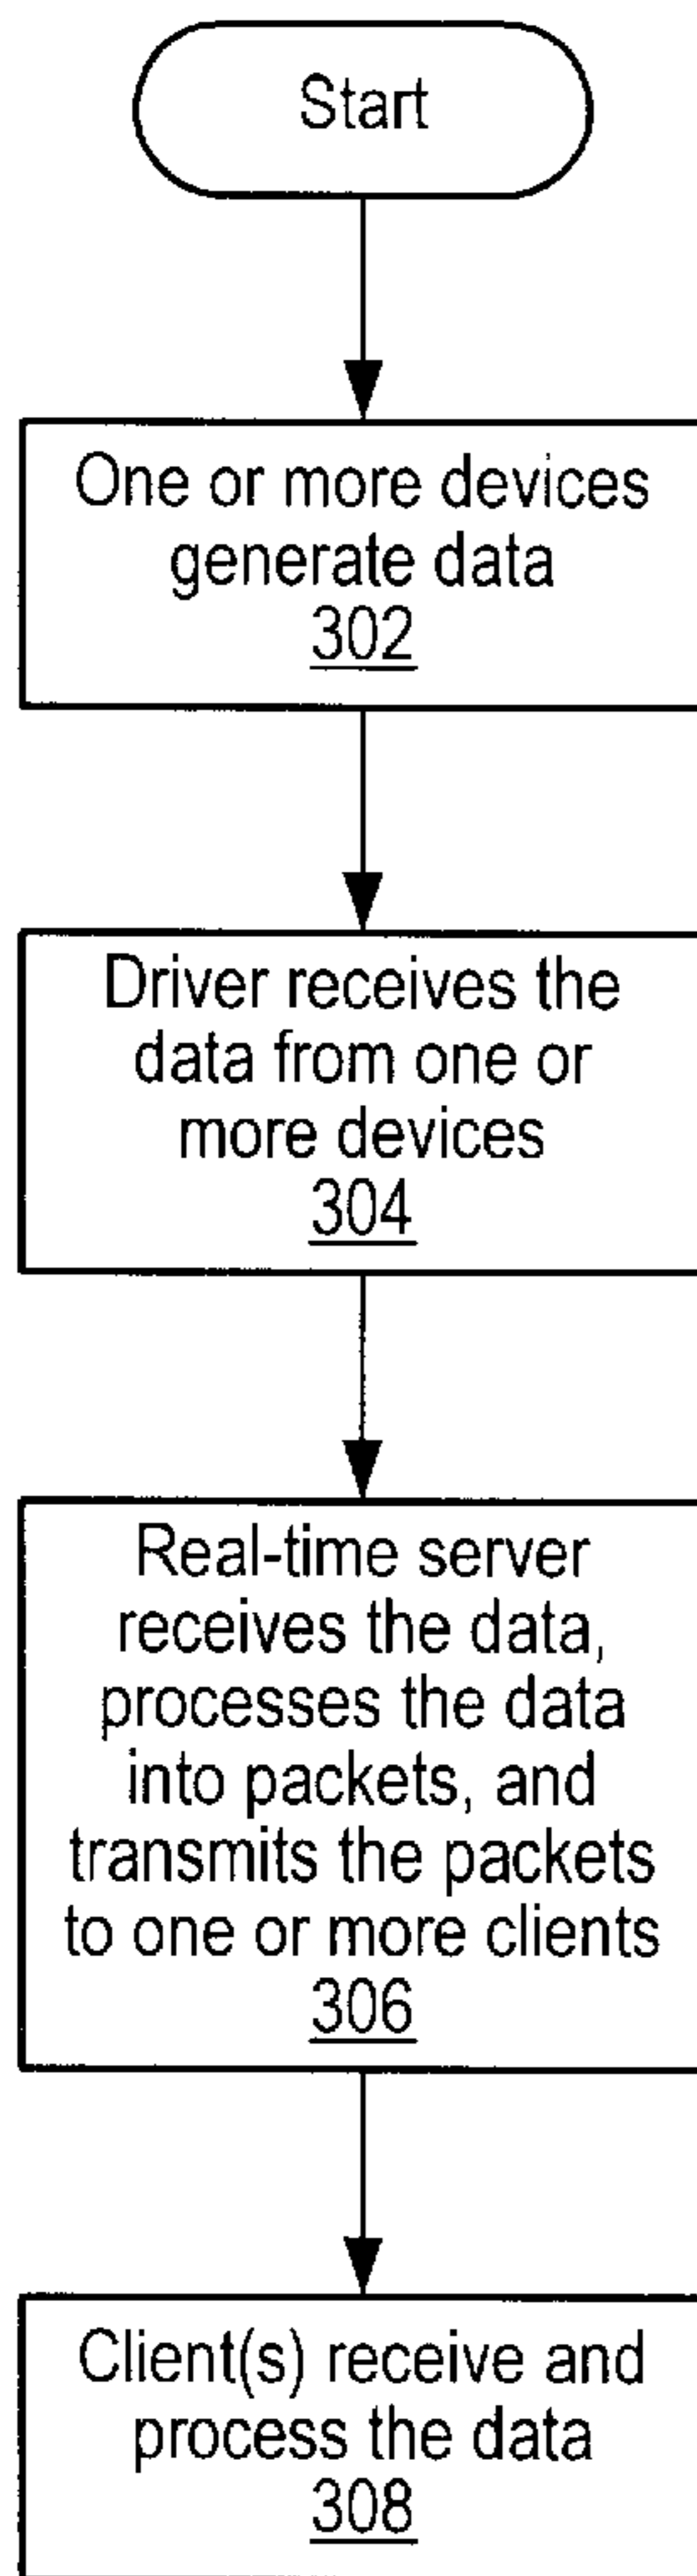 Start
One or more devices
generate data
302
Driver receives the
data from one or
more devices
304
Real-time server
receives the data,
processes the data
into packets, and
transmits the packets
to one or more clients
306
Client(s) receive and
process the data
308